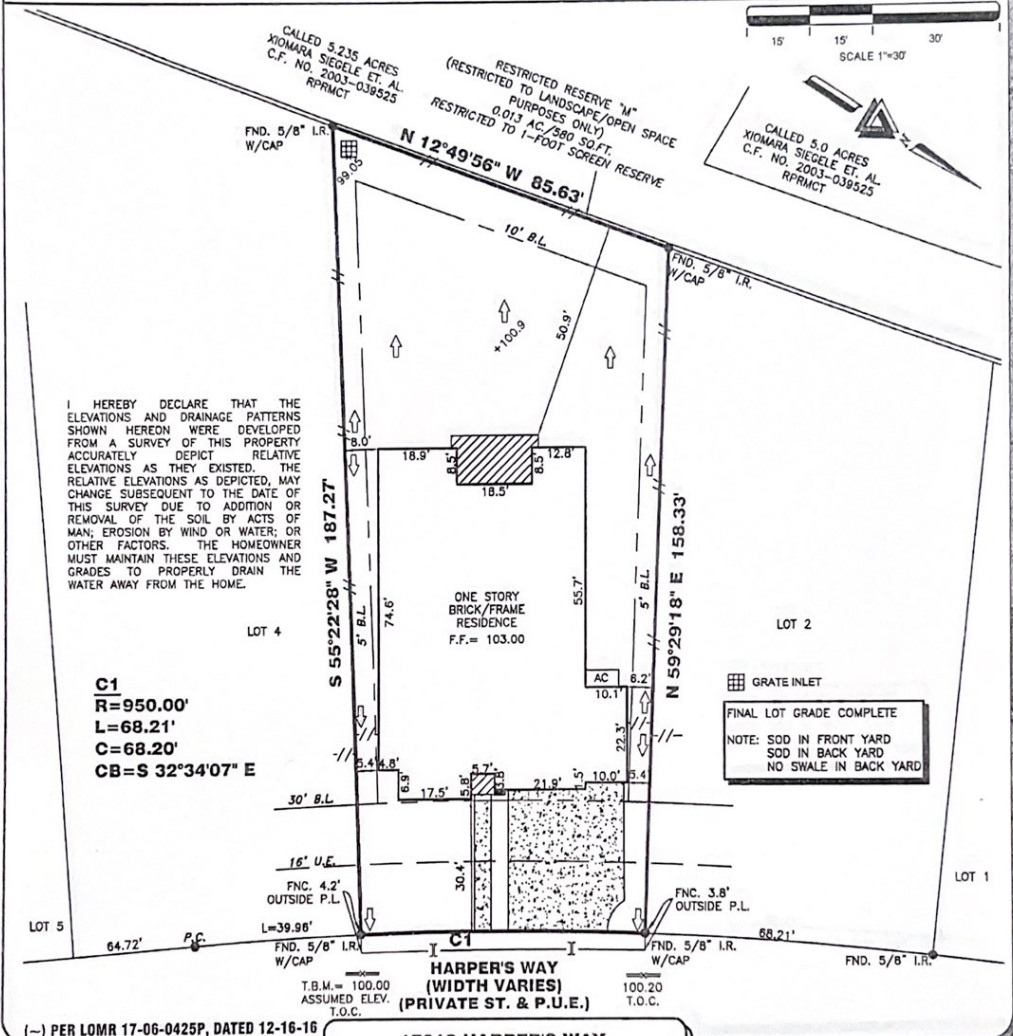 15'
15'
30'
SCALE 1"=30'
CALLED 5.235 ACRES
XIOMARA SIEGELE ET. AL.
C.F. NO. 2003-039525
RPRMCT
RESTRICTED RESERVE "M"
(RESTRICTED TO LANDSCAPE/OPEN SPACE
PURPOSES ONLY)
0.013 AC./580 SQ.FT.
RESTRICTED TO 1-FOOT SCREEN RESERVE
CALLED 5.0 ACRES
XIOMARA SIEGELE ET. AL.
C.F. NO. 2003-039525
RPRMCT
N
FND. 5/8" I.R.
W/CAP
99.05
N 12°49'56" W 85.63'
10' B.L.
FND. 5/8" I.R.
W/CAP
50.9'
+100.9
I HEREBY DECLARE THAT THE
ELEVATIONS AND DRAINAGE PATTERNS
SHOWN HEREON WERE DEVELOPED
FROM A SURVEY OF THIS PROPERTY
ACCURATELY DEPICT RELATIVE
ELEVATIONS AS THEY EXISTED. THE
RELATIVE ELEVATIONS AS DEPICTED, MAY
CHANGE SUBSEQUENT TO THE DATE OF
THIS SURVEY DUE TO ADDITION OR
REMOVAL OF THE SOIL BY ACTS OF
MAN; EROSION BY WIND OR WATER; OR
OTHER FACTORS. THE HOMEOWNER
MUST MAINTAIN THESE ELEVATIONS AND
GRADES TO PROPERLY DRAIN THE
WATER AWAY FROM THE HOME.
8.0'
18.9'
8.5'
18.5'
8.5'
12.8'
S 55°22'28" W 187.27'
5' B.L.
74.6'
ONE STORY
BRICK/FRAME
RESIDENCE
F.F.= 103.00
55.7'
5' B.L.
N 59°29'18" E 158.33'
LOT 4
LOT 2
AC
6.2'
10.1'
22.3'
C1
R=950.00'
L=68.21'
C=68.20'
CB=S 32°34'07" E
GRATE INLET
FINAL LOT GRADE COMPLETE
NOTE: SOD IN FRONT YARD
SOD IN BACK YARD
NO SWALE IN BACK YARD
5.4'
4.8'
6.9'
17.5'
5.8'
5.7'
21.9'
10.0'
5.4'
30' B.L.
16' U.E.
30.4'
FNC. 4.2'
OUTSIDE P.L.
FNC. 3.8'
OUTSIDE P.L.
LOT 1
LOT 5
64.72'
P.C.
L=39.96'
FND. 5/8" I.R.
W/CAP
C1
FND. 5/8" I.R.
W/CAP
68.21'
FND. 5/8" I.R.
T.B.M.= 100.00
ASSUMED ELEV.
T.O.C.
HARPER'S WAY
(WIDTH VARIES)
(PRIVATE ST. & P.U.E.)
100.20
T.O.C.
(~) PER LOMR 17-06-0425P, DATED 12-16-16
HARPER'S WAY